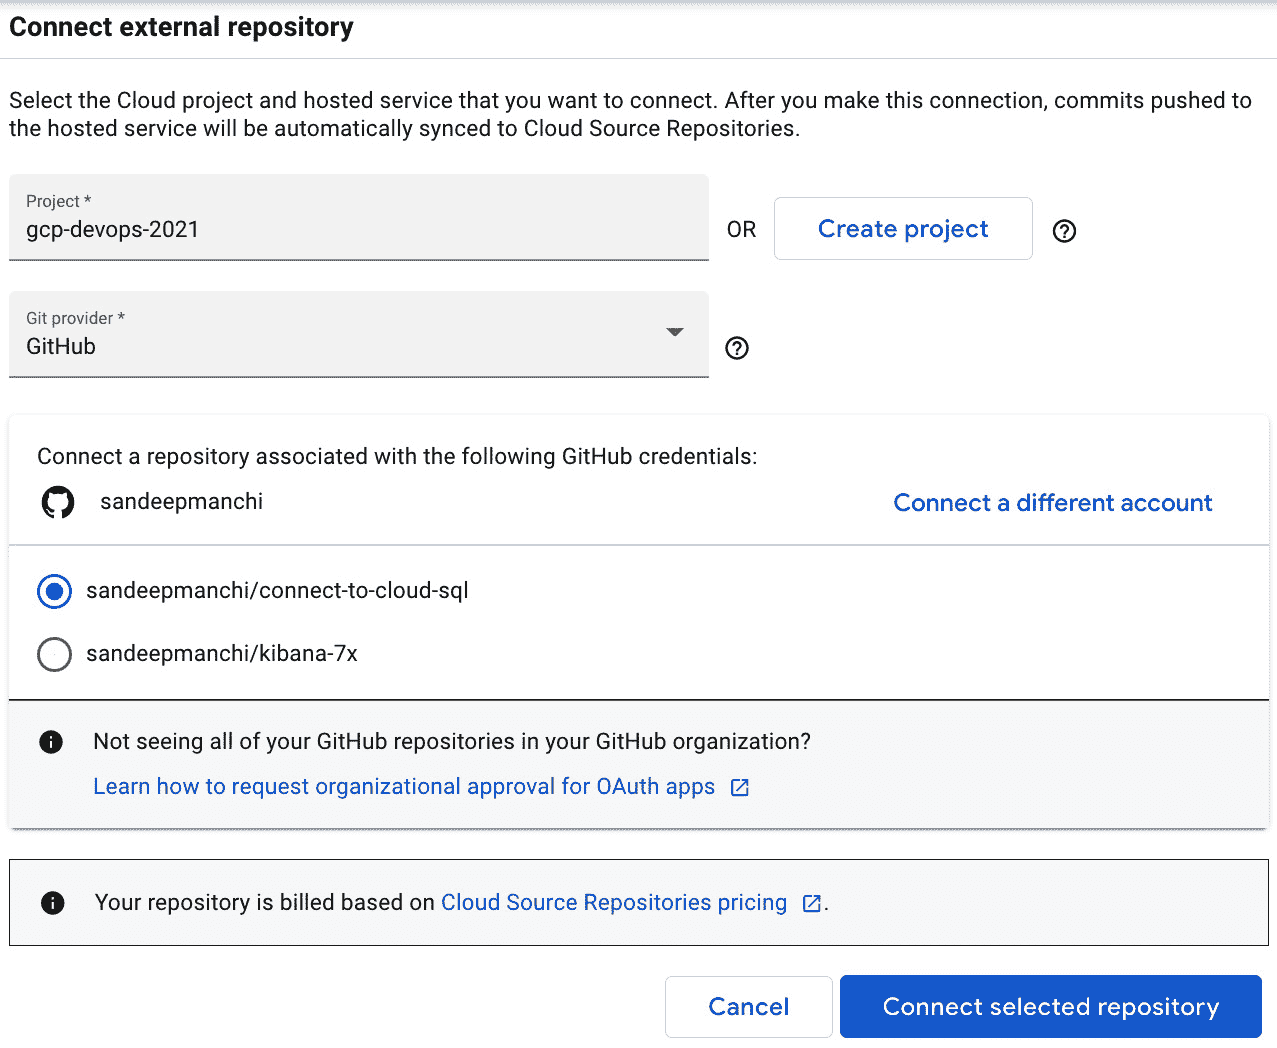 Connect external repository
Select the Cloud project and hosted service that you want to connect. After you make this connection, commits pushed to
the hosted service will be automatically synced to Cloud Source Repositories.
Project *
gcp-devops-2021
OR
Create project
Git provider *
GitHub
Connect a repository associated with the following GitHub credentials:
sandeepmanchi
Connect a different account
sandeepmanchi/connect-to-cloud-sql
sandeepmanchi/kibana-7x
Not seeing all of your GitHub repositories in your GitHub organization?
Learn how to request organizational approval for OAuth apps
Your repository is billed based on Cloud Source Repositories pricing .
Cancel
Connect selected repository